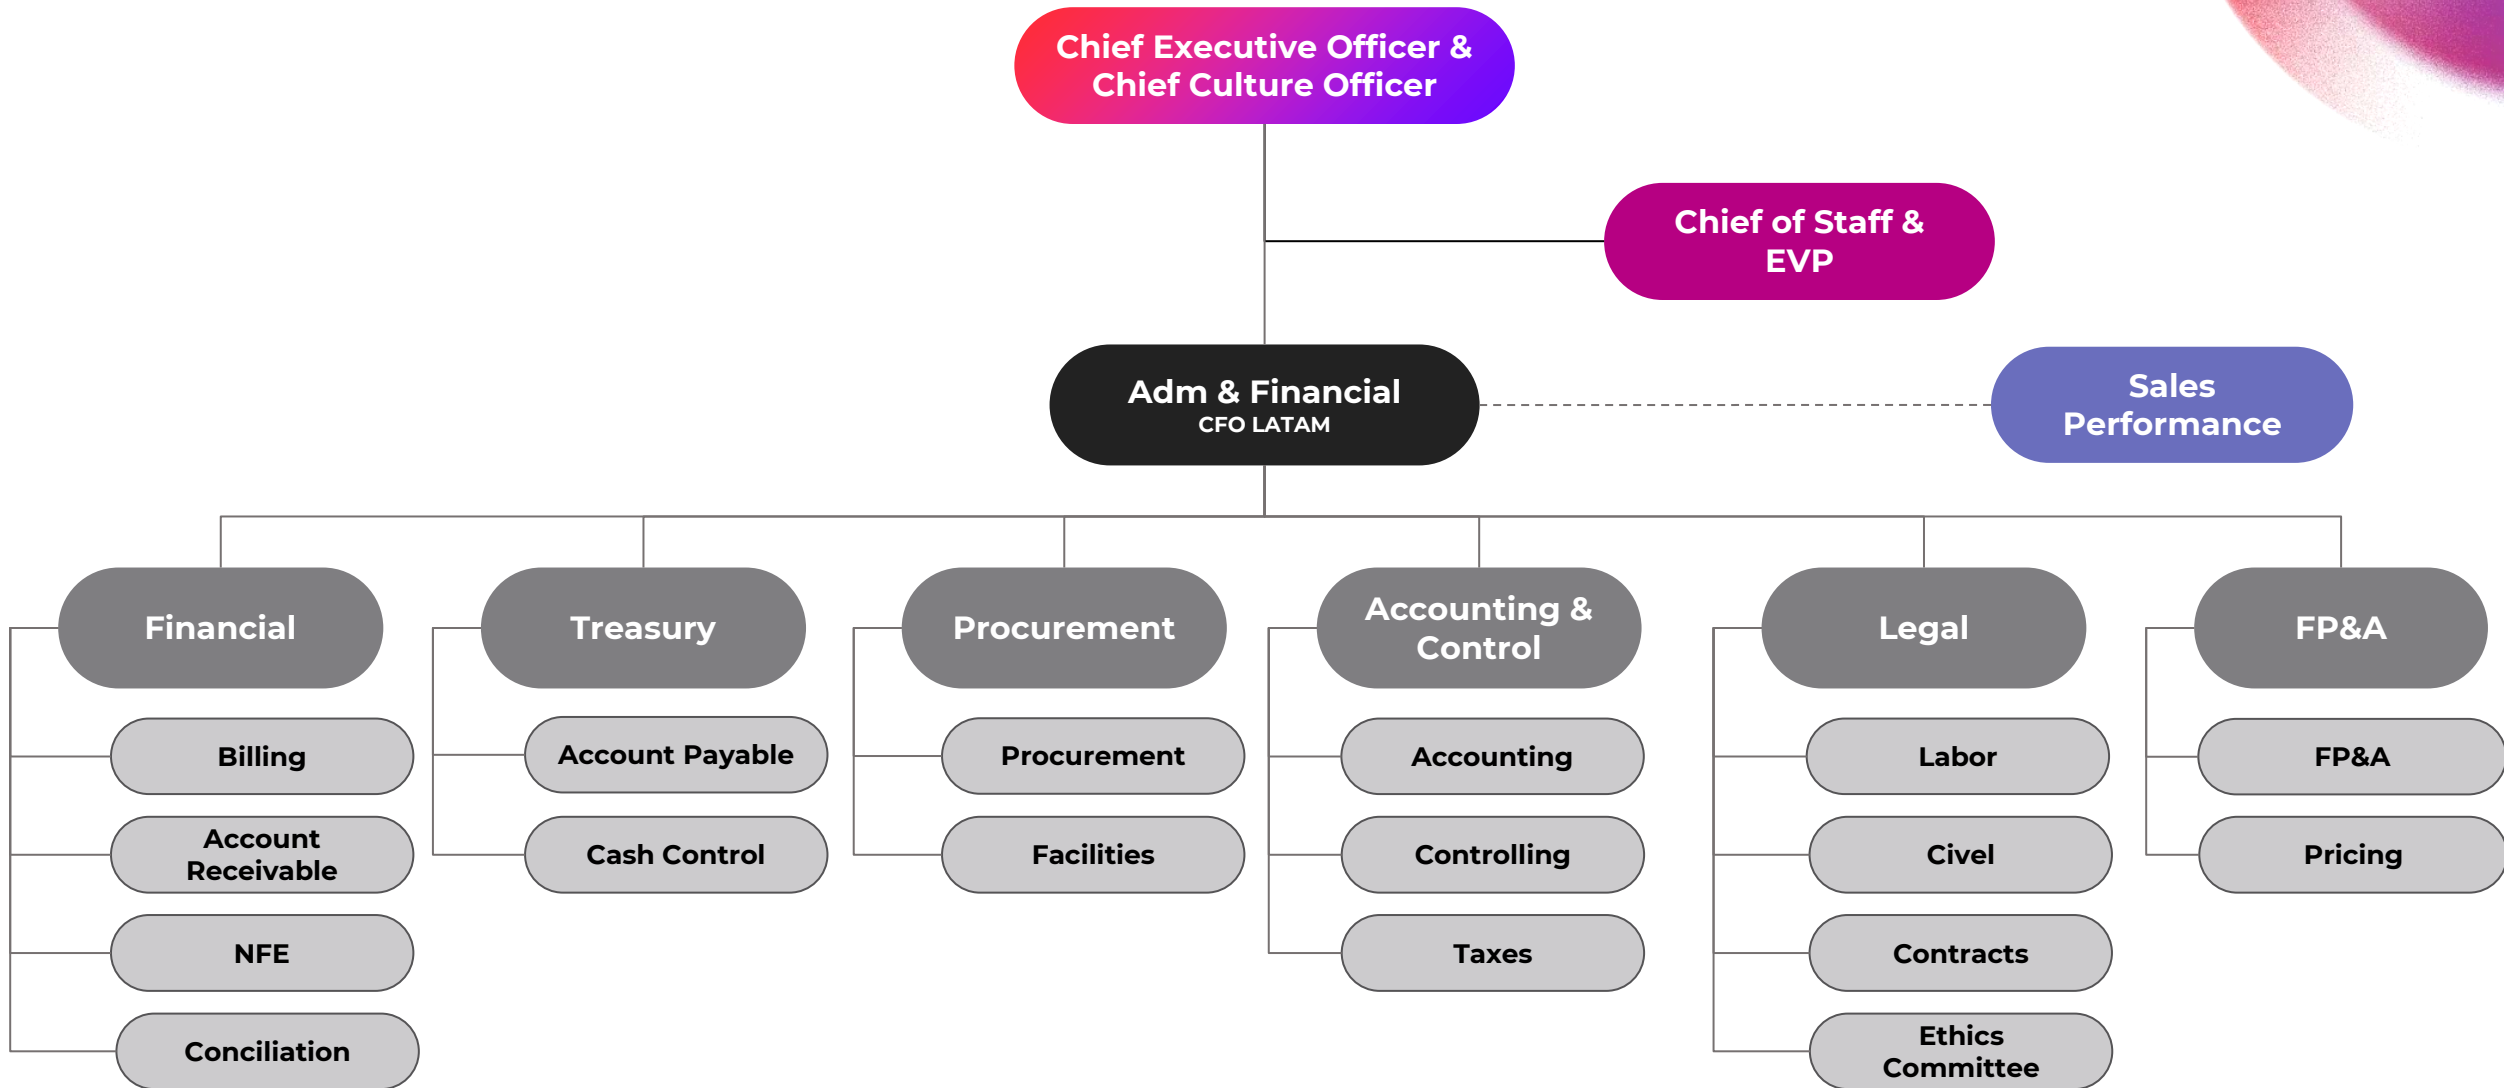 Chief Executive Officer &
Chief Culture Officer
Chief of Staff &
EVP
Adm & Financial
CFO LATAM
Sales
Performance
Financial
Treasury
Procurement
Accounting &
Control
Legal
FP&A
Billing
Account
Receivable
NFE
Conciliation
Account Payable
Cash Control
Procurement
Facilities
Accounting
Controlling
Taxes
Labor
Civel
Contracts
Ethics
Committee
FP&A
Pricing